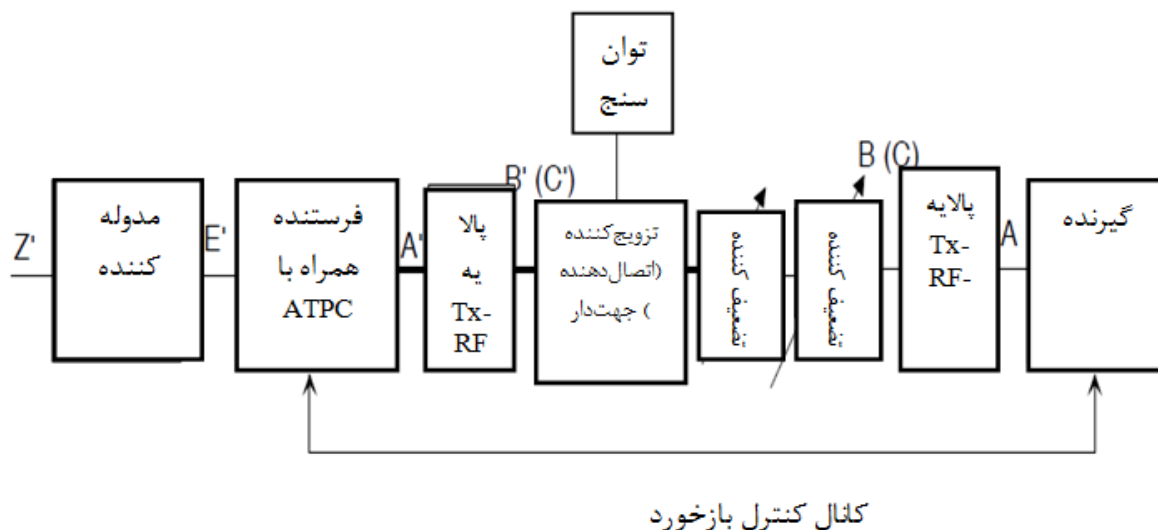 توان
سنج
B' (C')
B (C)
Z'
مدوله
کننده
E'
فرستنده
همراه با
ATPC
A'
پالا
یه
Tx-
RF
تزویج‌کننده
(اتصال‌دهنده
) جهت‌دار
تضعیف کننده
تضعیف کننده
پالایه
Tx-
RF-
A
گیرنده
کانال کنترل بازخورد